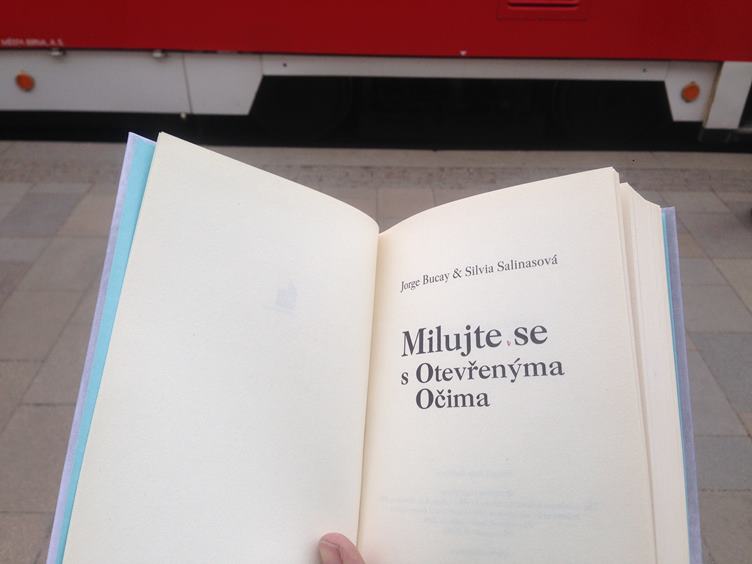 MĚSTA BRNA, A. S.
Jorge Bucay & Silvia Salinasová
Milujte se
s Otevřenýma
Očima